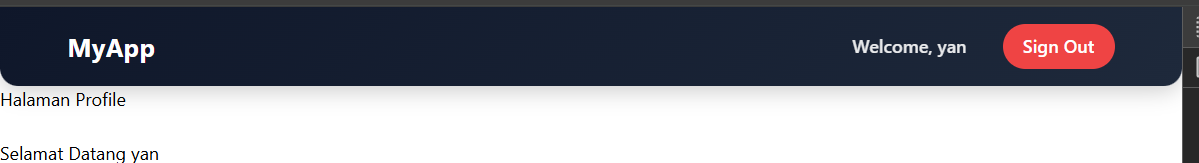 MyApp Welcome, yan Sign Out
Halaman Profile
Selamat Datang yan